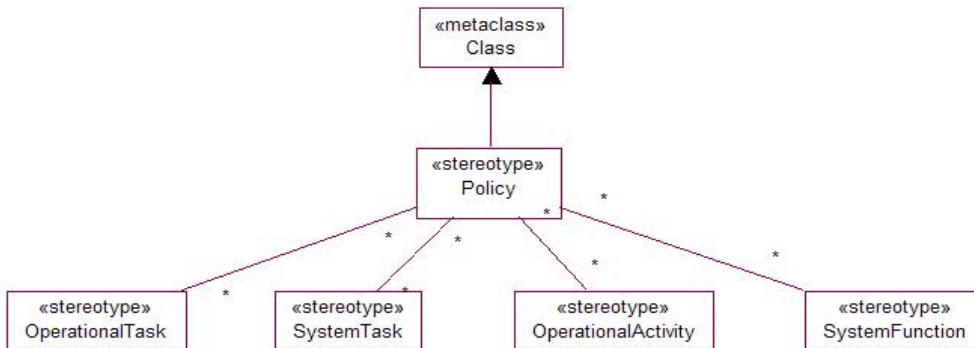 «metaclass»
Class
«stereotype»
Policy
*
*
*
*
*
*
*
*
«stereotype»
OperationalTask
«stereotype»
SystemTask
«stereotype»
OperationalActivity
«stereotype»
SystemFunction